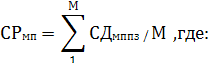 СРмп = M ∑ 1 СДмппз / М ,где: